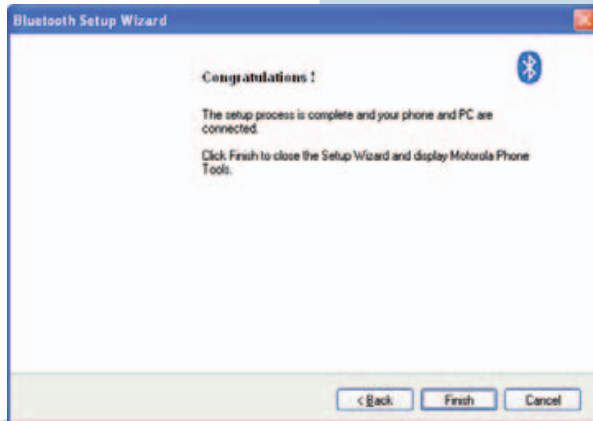 Bluetooth Setup Wizard
Congratulations !
The setup process is complete and your phone and PC are
connected.
Click Finish to close the Setup Wizard and display Motorola Phone
Tools.
< Back
Finish
Cancel